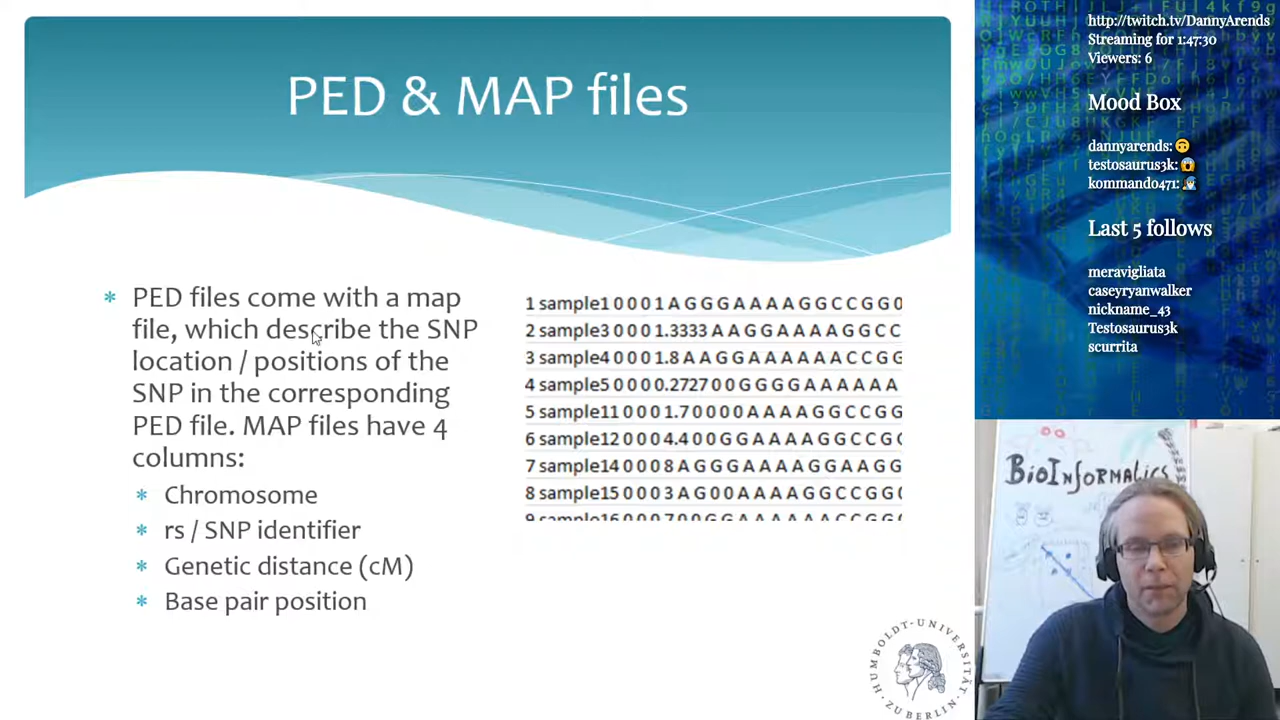 PED & MAP files
PED files come with a map
file, which describe the SNP
location / positions of the
SNP in the corresponding
PED file. MAP files have 4
columns:
Chromosome
rs / SNP identifier
Genetic distance (cM)
Base pair position
1 sample1 0 0 0 1 A G G G A A A A G G C C G G 0
2 sample3 0 0 0 1.3333 A A G G A A A A G G C C
3 sample4 0 0 0 1.8 A A G G A A A A A A C C G G
4 sample5 0 0 0 0.2727 0 0 G G G G A A A A A A
5 sample11 0 0 0 1.7 0 0 0 0 A A A A G G C C G G
6 sample12 0 0 0 4.4 0 0 G G A A A A G G C C G
7 sample14 0 0 0 8 A G G G A A A A G G A A G G
8 sample15 0 0 0 3 A G 0 0 A A A A G G C C G G
9 sample16 0 0 0 7 0 0 G G A A A A G G C C G G
HUMBOLDT-UNIVERSITÄT
ZU BERLIN
http://twitch.tv/DannyArends
Streaming for 1:47:30
Viewers: 6
Mood Box
dannyarends: 🙃
testosaurus3k: 😱
kommando471:
Last 5 follows
meravigliata
caseyryanwalker
nickname_43
Testosaurus3k
scurrita
BioInformatics